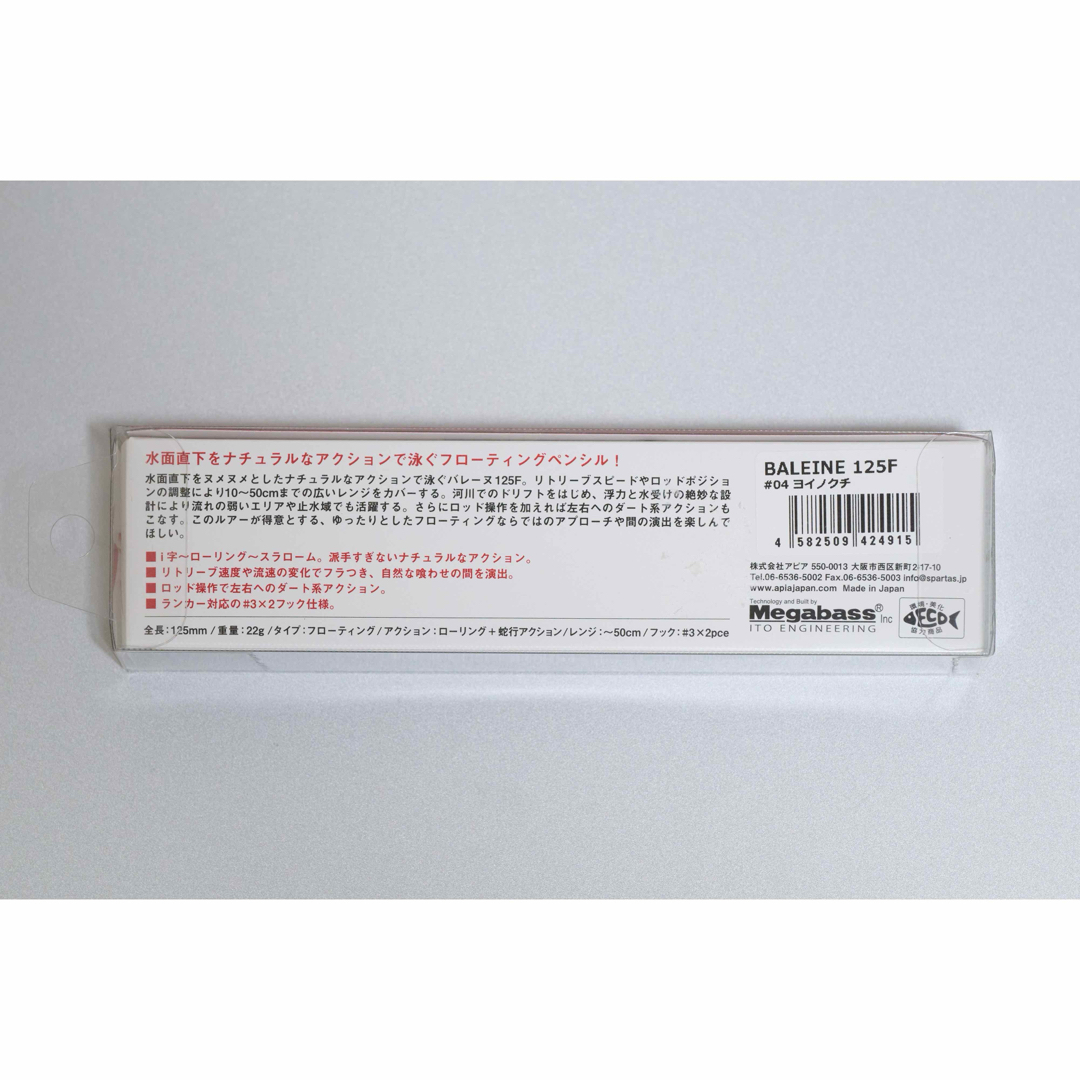 水面直下をナチュラルなアクションで泳ぐフローティングペンシル！
水面直下をヌメヌメとしたナチュラルなアクションで泳ぐバレーヌ125F。リトリーブスピードやロッドポジショ
ンの調整により10〜50cmまでの広いレンジをカバーする。河川でのドリフトをはじめ、浮力と水受けの絶妙な設
計により流れの弱いエリアや止水域でも活躍する。さらにロッド操作を加えれば左右へのダート系アクションも
こなす。このルアーが得意とする、ゆったりとしたフローティングならではのアプローチや間の演出を楽しんで
ほしい。
■ i字〜ローリング〜スラローム。派手すぎないナチュラルなアクション。
■ リトリーブ速度や流速の変化でフラつき、自然な喰わせの間を演出。
■ ロッド操作で左右へのダート系アクション。
■ ランカー対応の#3×2フック仕様。
全長：125mm / 重量：22g / タイプ：フローティング / アクション：ローリング＋蛇行アクション / レンジ：〜50cm / フック：#3×2pce
BALEINE 125F
#04 ヨイノクチ
4 582509 424915
株式会社アピア 550-0013 大阪市西区新町2-17-10
Tel.06-6536-5002 Fax.06-6536-5003 info@spartas.jp
www.apiajapan.com Made in Japan
Technology and Built by
Megabass® Inc
ITO ENGINEERING
環境・美化
ECO
協力商品